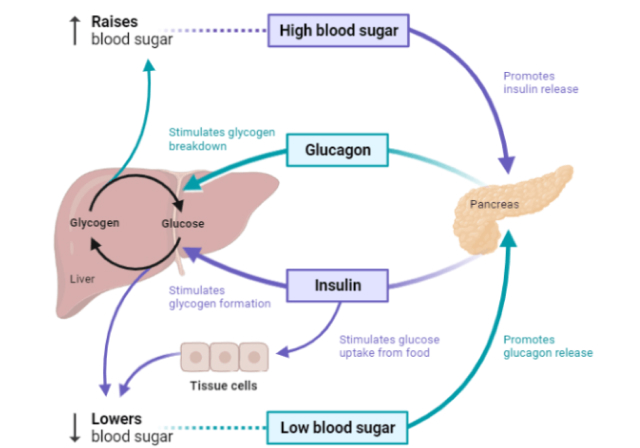 Raises
blood sugar
High blood sugar
Promotes
insulin release
Stimulates glycogen
breakdown
Glucagon
Pancreas
Glycogen
Glucose
Liver
Stimulates
glycogen formation
Insulin
Stimulates glucose
uptake from food
Promotes
glucagon release
Tissue cells
Lowers
blood sugar
Low blood sugar